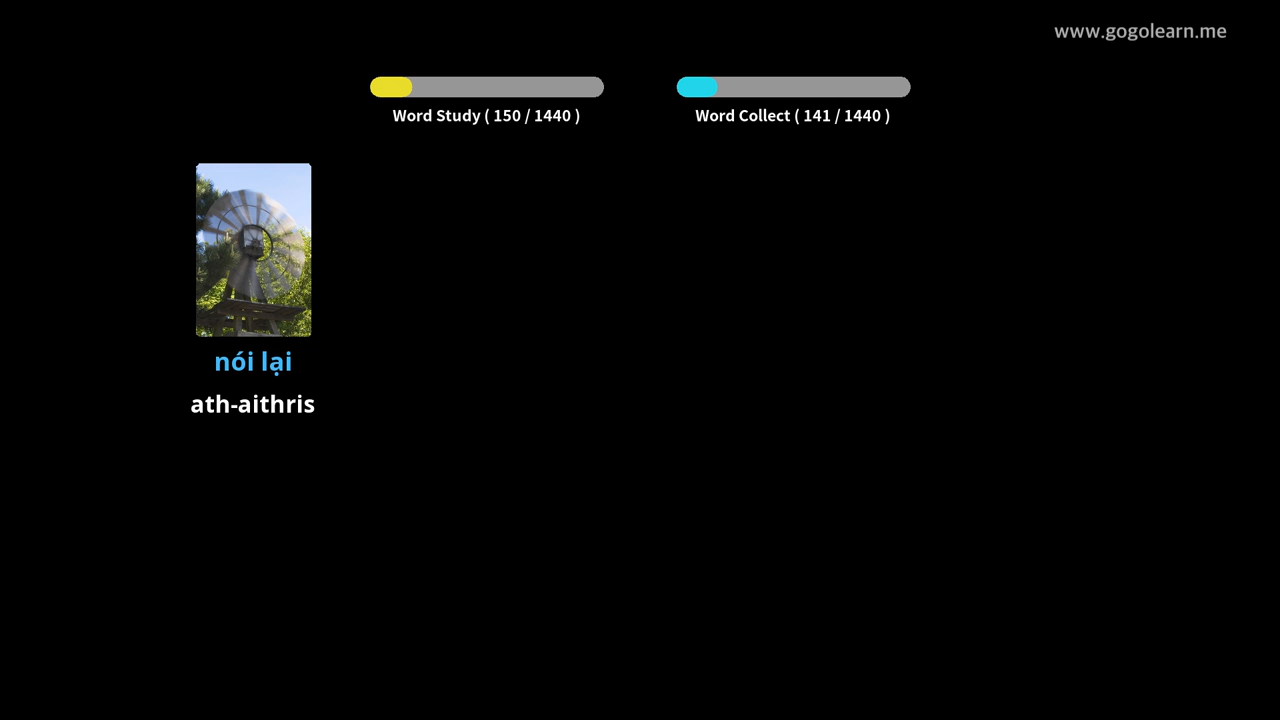 www.gogolearn.me
Word Study ( 150 / 1440 )
Word Collect ( 141 / 1440 )
nói lại
ath-aithris